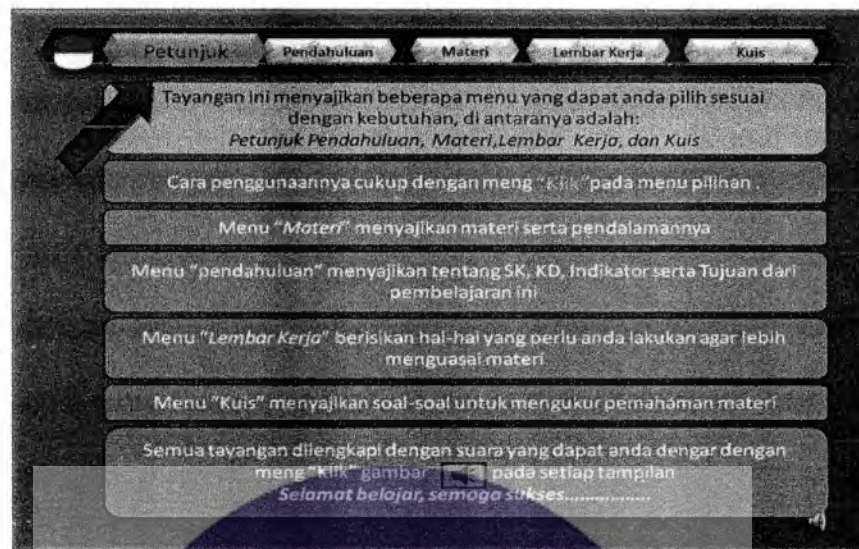 Petunjuk Pendahuluan Materi Lembar Kerja Kuis
Tayangan ini menyajikan beberapa menu yang dapat anda pilih sesuai
dengan kebutuhan, di antaranya adalah:
Petunjuk Pendahuluan, Materi,Lembar Kerja, dan Kuis
Cara penggunaannya cukup dengan meng "Klik"pada menu pilihan .
Menu "Materi" menyajikan materi serta pendalamannya
Menu "pendahuluan" menyajikan tentang SK, KD, Indikator serta Tujuan dari
pembelajaran ini
Menu "Lembar Kerja" berisikan hal-hal yang perlu anda lakukan agar lebih
menguasai materi
Menu "Kuis" menyajikan soal-soal untuk mengukur pemahaman materi
Semua tayangan dilengkapi dengan suara yang dapat anda dengar dengan
meng "Klik" gambar pada setiap tampilan
Selamat belajar, semoga sukses.................